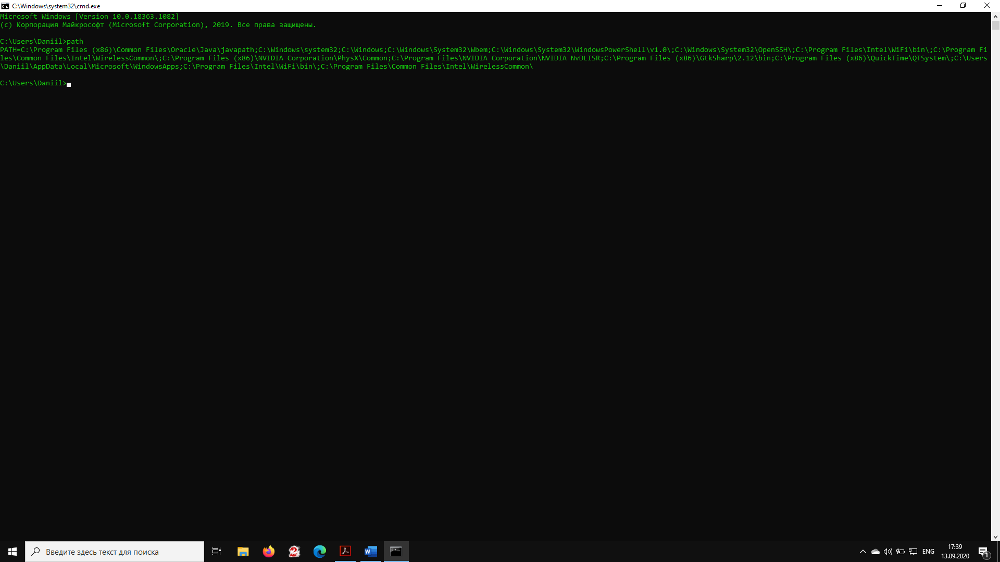 C:\Windows\system32\cmd.exe
Microsoft Windows [Version 10.0.18363.1082]
(c) Корпорация Майкрософт (Microsoft Corporation), 2019. Все права защищены.
C:\Users\Daniil>path
PATH=C:\Program Files (x86)\Common Files\Oracle\Java\javapath;C:\Windows\system32;C:\Windows;C:\Windows\System32\Wbem;C:\Windows\System32\WindowsPowerShell\v1.0\;C:\Windows\System32\OpenSSH\;C:\Program Files\Intel\WiFi\bin\;C:\Program Fi
les\Common Files\Intel\WirelessCommon\;C:\Program Files (x86)\NVIDIA Corporation\PhysX\Common;C:\Program Files\NVIDIA Corporation\NVIDIA NvDLISR;C:\Program Files (x86)\GtkSharp\2.12\bin;C:\Program Files (x86)\QuickTime\QTSystem\;C:\Users
\Daniil\AppData\Local\Microsoft\WindowsApps;C:\Program Files\Intel\WiFi\bin\;C:\Program Files\Common Files\Intel\WirelessCommon\
C:\Users\Daniil>
Введите здесь текст для поиска
ENG
17:39
13.09.2020
1